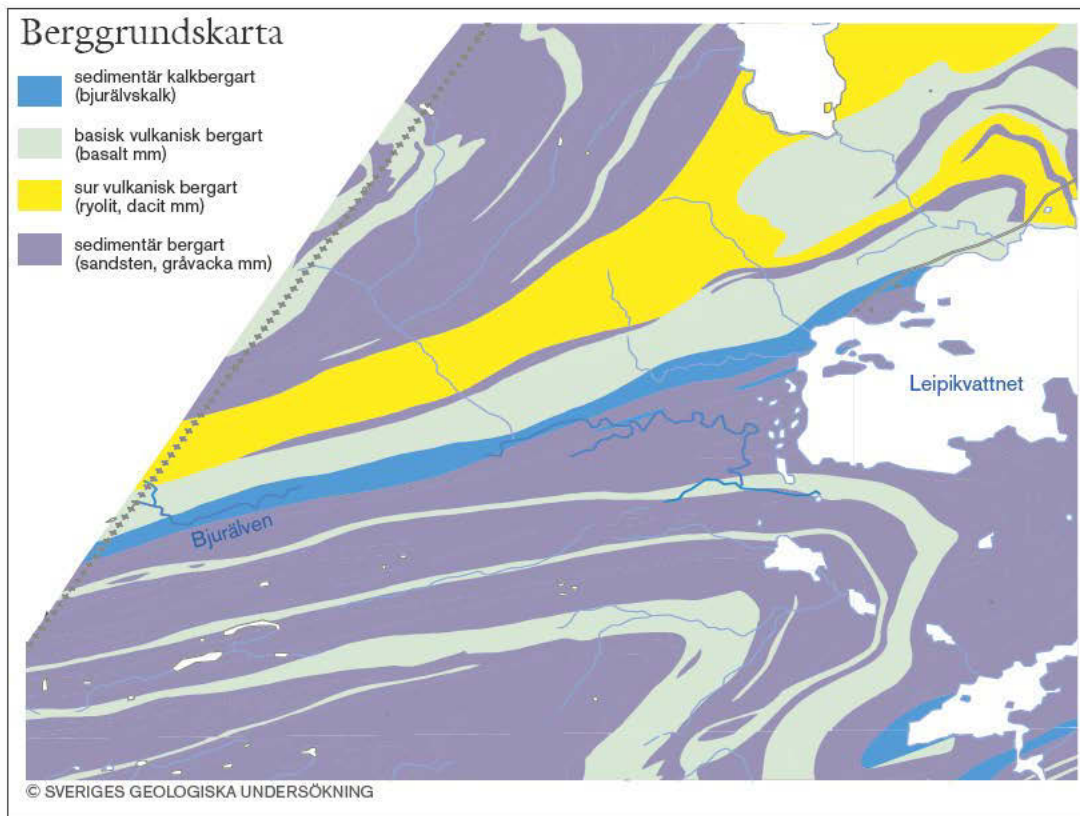 Berggrundskarta
sedimentär kalkbergart
(bjurälvskalk)
basisk vulkanisk bergart
(basalt mm)
sur vulkanisk bergart
(ryolit, dacit mm)
sedimentär bergart
(sandsten, gråvacka mm)
Leipikvattnet
Bjurälven
© SVERIGES GEOLOGISKA UNDERSÖKNING